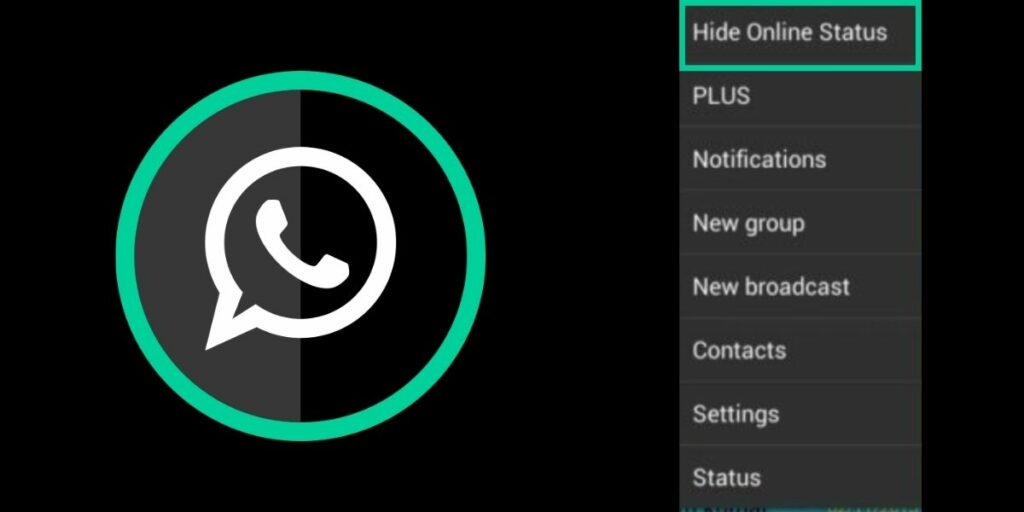 Hide Online Status
PLUS
Notifications
New group
New broadcast
Contacts
Settings
Status